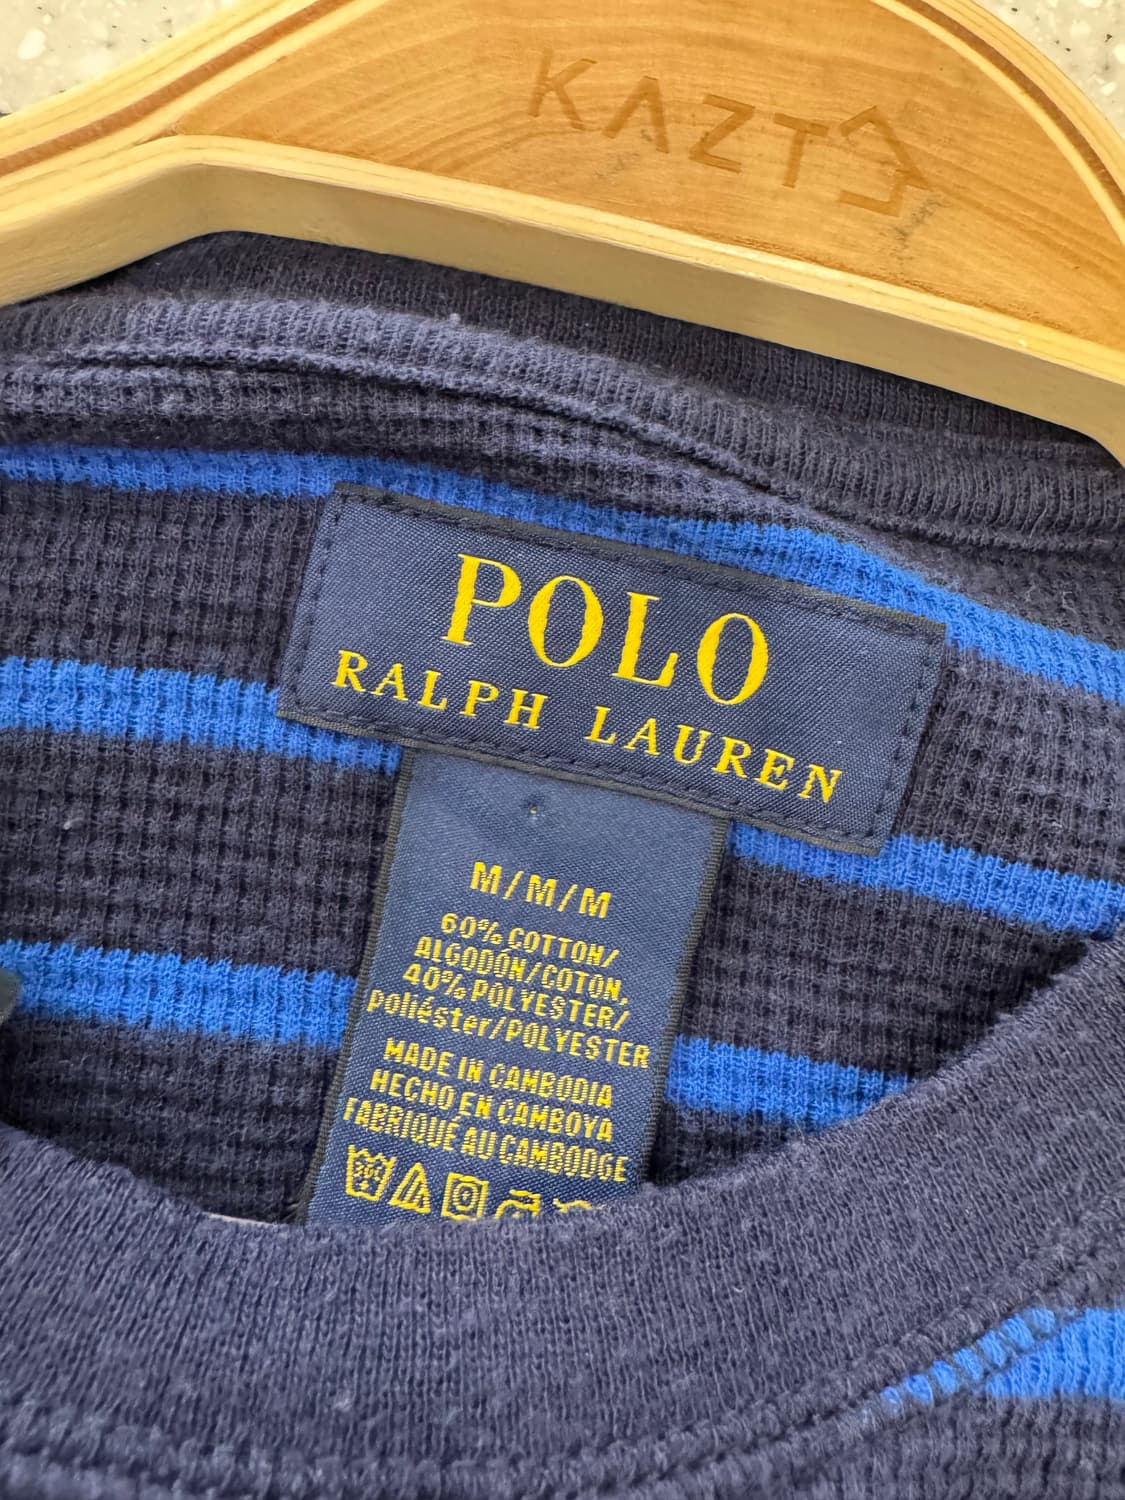 POLO
RALPH LAUREN
M/M/M
60% COTTON/
ALGODÓN/COTON,
40% POLYESTER/
poliéster/POLYESTER
MADE IN CAMBODIA
HECHO EN CAMBOYA
FABRIQUÉ AU CAMBODGE